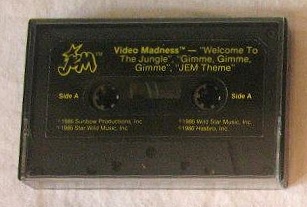 JEM™
Video Madness™ — "Welcome To
The Jungle", "Gimme, Gimme,
Gimme", "JEM Theme"
Side A
Side A
©1986 Sunbow Productions, Inc.
©1986 Wild Star Music, Inc.
©1986 Star Wild Music, Inc.
©1986 Hasbro, Inc.